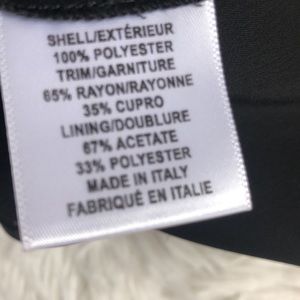 SHELL/EXTÉRIEUR
100% POLYESTER
TRIM/GARNITURE
65% RAYON/RAYONNE
35% CUPRO
LINING/DOUBLURE
67% ACETATE
33% POLYESTER
MADE IN ITALY
FABRIQUÉ EN ITALIE